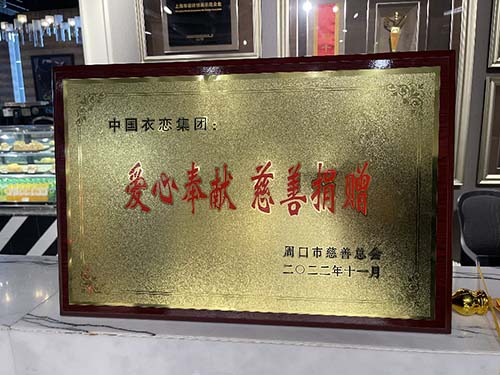 中国衣恋集团：
爱心奉献 慈善捐赠
周口市慈善总会
二〇二二年十一月